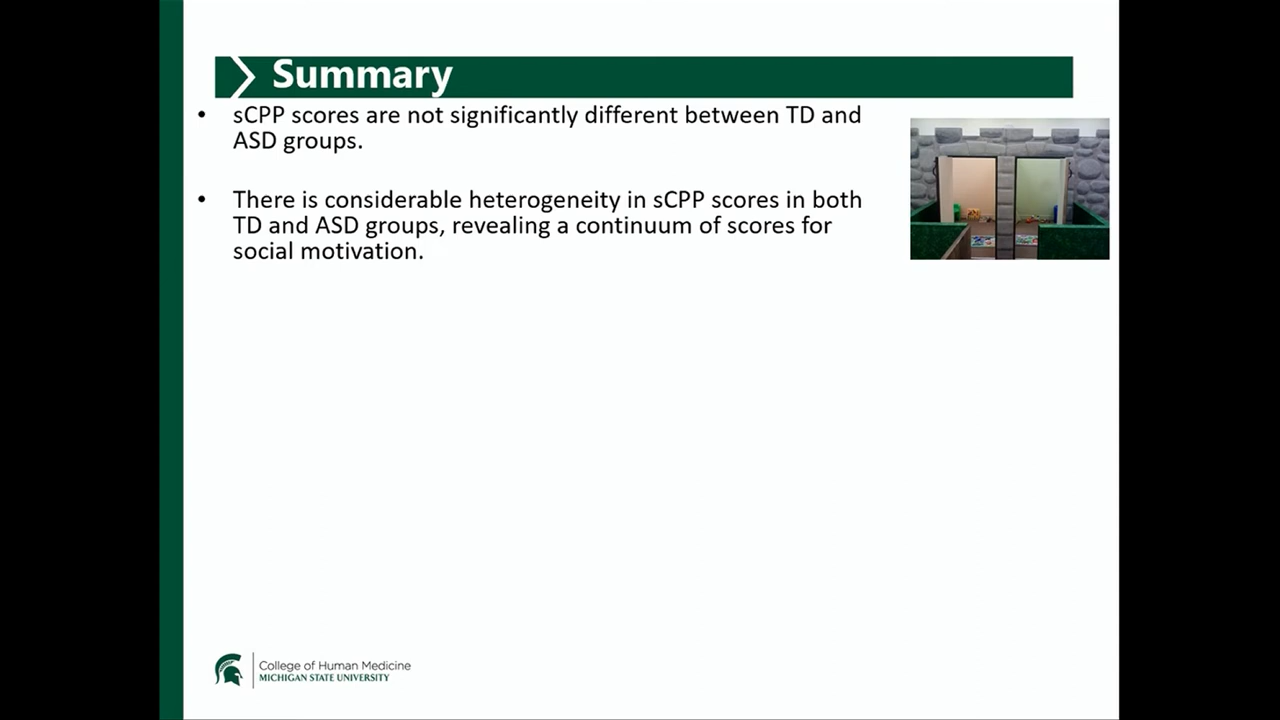 Summary
• sCPP scores are not significantly different between TD and
ASD groups.
• There is considerable heterogeneity in sCPP scores in both
TD and ASD groups, revealing a continuum of scores for
social motivation.
College of Human Medicine
MICHIGAN STATE UNIVERSITY